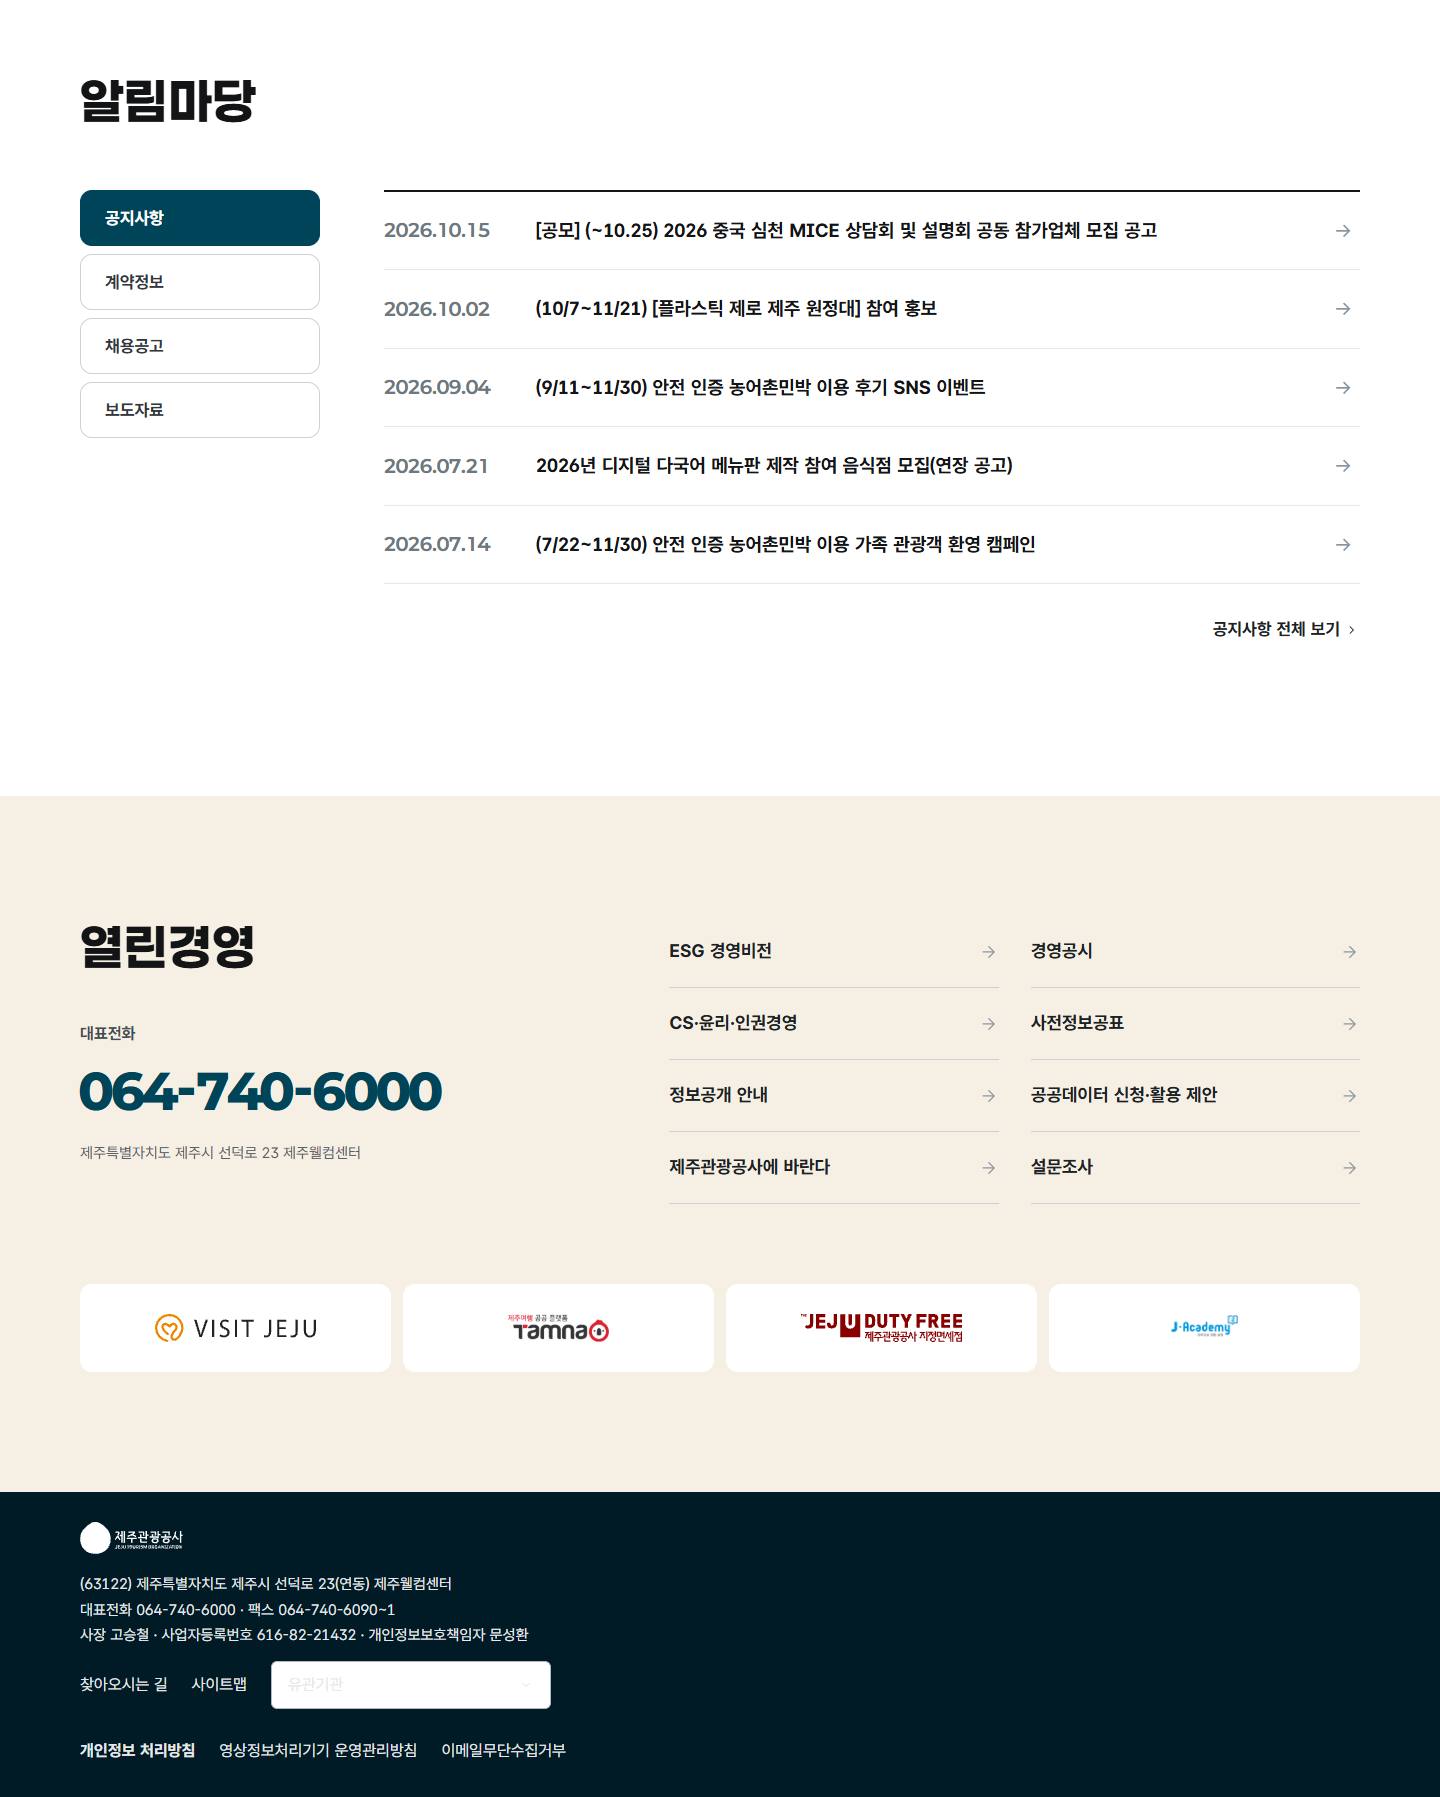 알림마당
공지사항
계약정보
채용공고
보도자료
2026.10.15 [공모] (~10.25) 2026 중국 심천 MICE 상담회 및 설명회 공동 참가업체 모집 공고
2026.10.02 (10/7~11/21) [플라스틱 제로 제주 원정대] 참여 홍보
2026.09.04 (9/11~11/30) 안전 인증 농어촌민박 이용 후기 SNS 이벤트
2026.07.21 2026년 디지털 다국어 메뉴판 제작 참여 음식점 모집(연장 공고)
2026.07.14 (7/22~11/30) 안전 인증 농어촌민박 이용 가족 관광객 환영 캠페인
공지사항 전체 보기
열린경영
대표전화
064-740-6000
제주특별자치도 제주시 선덕로 23 제주웰컴센터
ESG 경영비전
경영공시
CS·윤리·인권경영
사전정보공표
정보공개 안내
공공데이터 신청·활용 제안
제주관광공사에 바란다
설문조사
VISIT JEJU
제주여행 공공 플랫폼
Tamnao
JEJU DUTY FREE
제주관광공사 지정면세점
J·Academy
제주관광공사
JEJU TOURISM ORGANIZATION
(63122) 제주특별자치도 제주시 선덕로 23(연동) 제주웰컴센터
대표전화 064-740-6000 · 팩스 064-740-6090~1
사장 고승철 · 사업자등록번호 616-82-21432 · 개인정보보호책임자 문성환
찾아오시는 길 사이트맵 유관기관
개인정보 처리방침 영상정보처리기기 운영관리방침 이메일무단수집거부